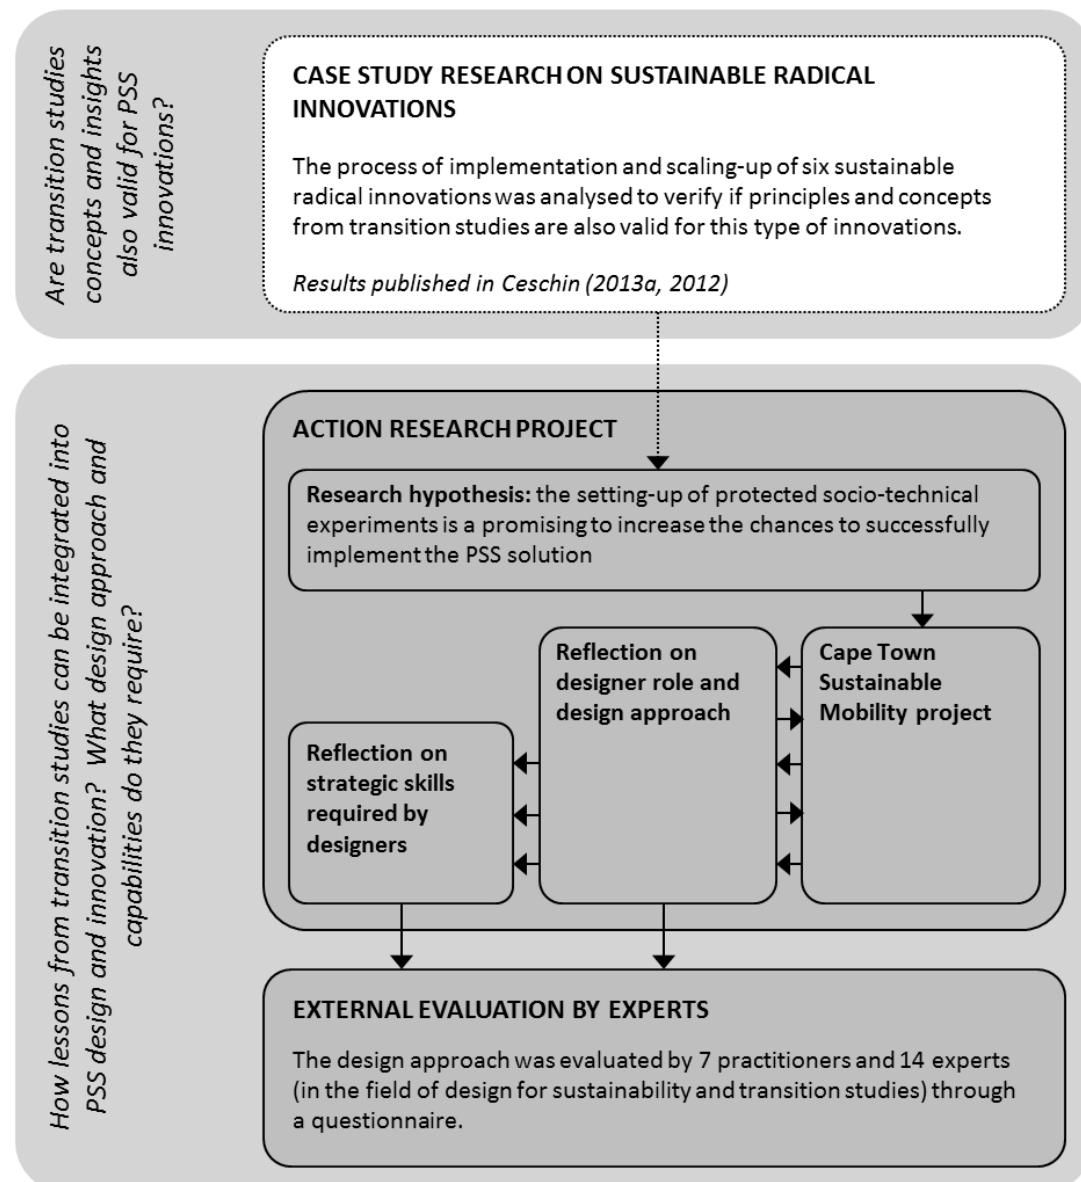 Are transition studies
concepts and insights
also valid for PSS
innovations?
CASE STUDY RESEARCH ON SUSTAINABLE RADICAL
INNOVATIONS
The process of implementation and scaling-up of six sustainable
radical innovations was analysed to verify if principles and concepts
from transition studies are also valid for this type of innovations.
Results published in Ceschin (2013a, 2012)
How lessons from transition studies can be integrated into
PSS design and innovation? What design approach and
capabilities do they require?
ACTION RESEARCH PROJECT
Research hypothesis: the setting-up of protected socio-technical
experiments is a promising to increase the chances to successfully
implement the PSS solution
Reflection on
strategic skills
required by
designers
Reflection on
designer role and
design approach
Cape Town
Sustainable
Mobility project
EXTERNAL EVALUATION BY EXPERTS
The design approach was evaluated by 7 practitioners and 14 experts
(in the field of design for sustainability and transition studies) through
a questionnaire.